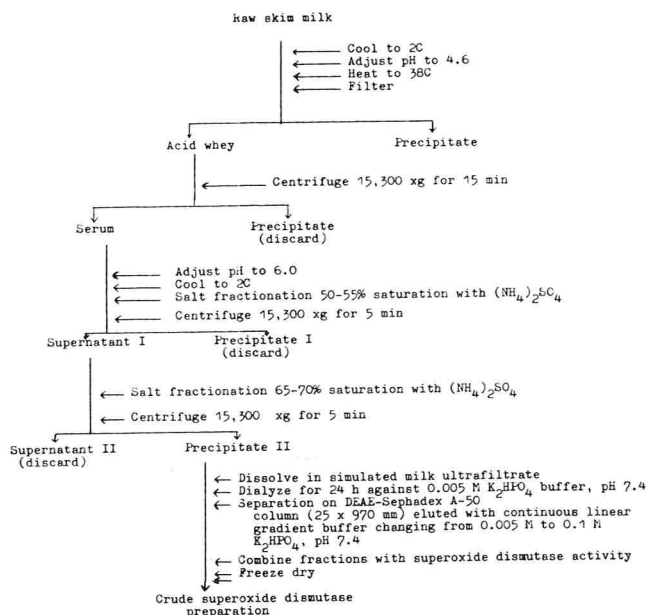 Raw skim milk
Cool to 2C
Adjust pH to 4.6
Heat to 38C
Filter
Acid whey Precipitate
Centrifuge 15,300 xg for 15 min
Serum Precipitate
(discard)
Adjust pH to 6.0
Cool to 2C
Salt fractionation 50-55% saturation with (NH4)2SO4
Centrifuge 15,300 xg for 5 min
Supernatant I Precipitate I
(discard)
Salt fractionation 65-70% saturation with (NH4)2SO4
Centrifuge 15,300 xg for 5 min
Supernatant II Precipitate II
(discard)
Dissolve in simulated milk ultrafiltrate
Dialyze for 24 h against 0.005 M K2HPO4 buffer, pH 7.4
Separation on DEAE-Sephadex A-50
column (25 x 970 mm) eluted with continuous linear
gradient buffer changing from 0.005 M to 0.1 M
K2HPO4, pH 7.4
Combine fractions with superoxide dismutase activity
Freeze dry
Crude superoxide dismutase
preparation